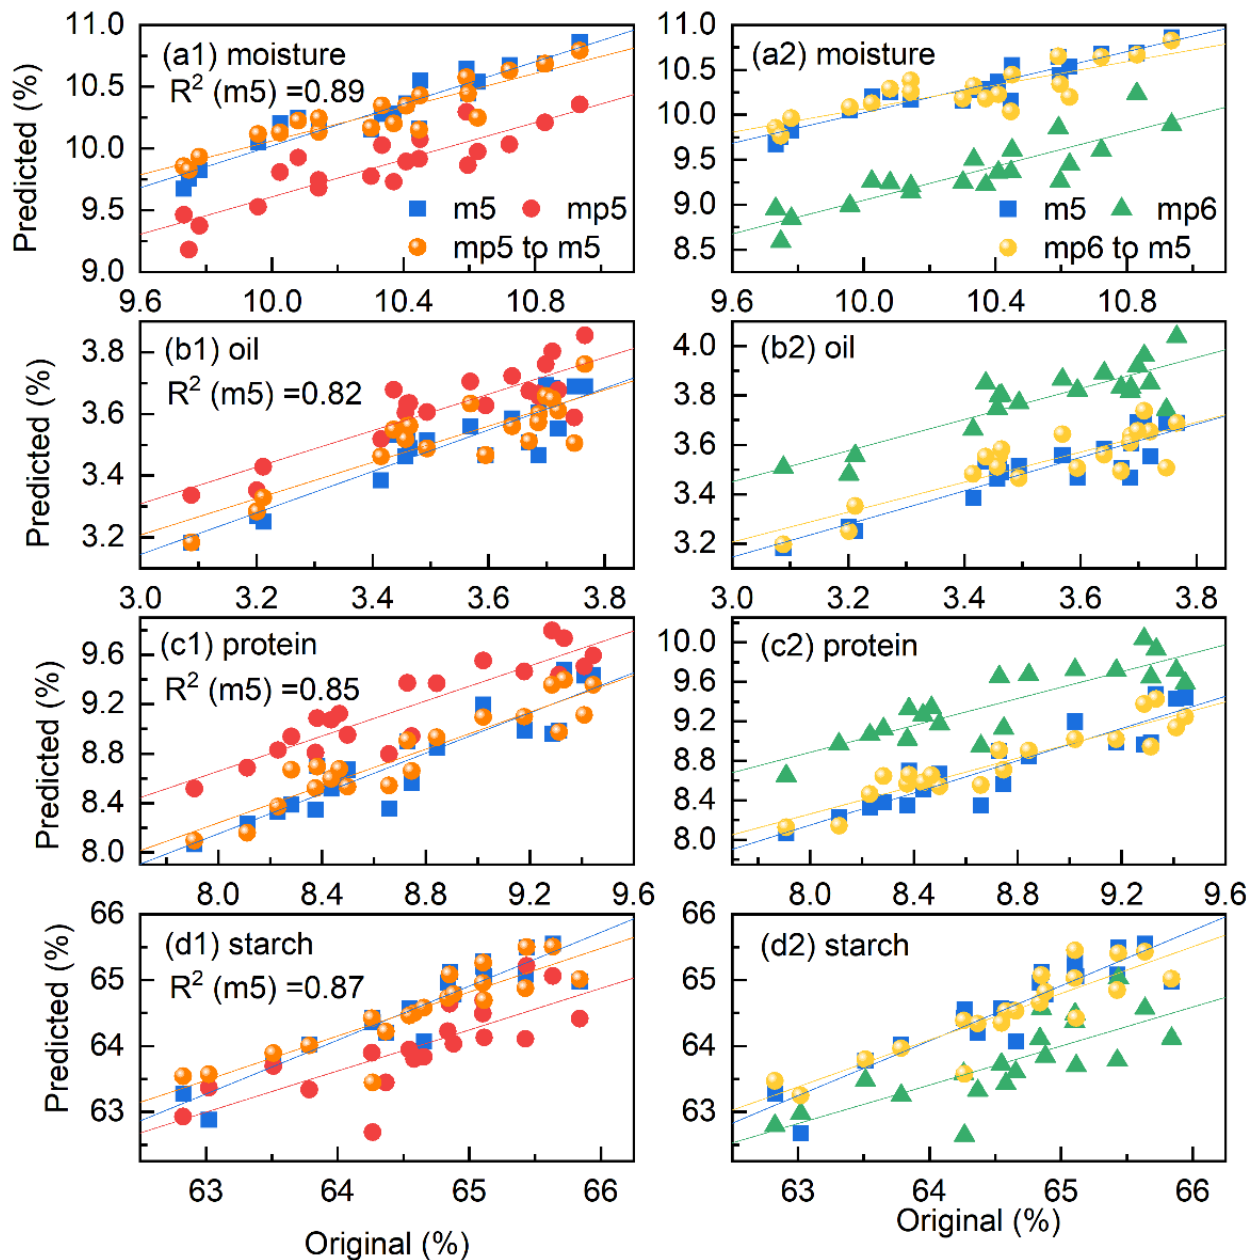 11.0
10.5
10.0
9.5
9.0
Predicted (%)
(a1) moisture
R² (m5) =0.89
m5 mp5
mp5 to m5
9.6 10.0 10.4 10.8
11.0
10.5
10.0
9.5
9.0
8.5
(a2) moisture
m5 mp6
mp6 to m5
9.6 10.0 10.4 10.8
3.8
3.6
3.4
3.2
Predicted (%)
(b1) oil
R² (m5) =0.82
3.0 3.2 3.4 3.6 3.8
4.0
3.8
3.6
3.4
3.2
(b2) oil
3.0 3.2 3.4 3.6 3.8
9.6
9.2
8.8
8.4
8.0
Predicted (%)
(c1) protein
R² (m5) =0.85
8.0 8.4 8.8 9.2 9.6
10.0
9.6
9.2
8.8
8.4
8.0
(c2) protein
8.0 8.4 8.8 9.2 9.6
66
65
64
63
Predicted (%)
(d1) starch
R² (m5) =0.87
63 64 65 66
Original (%)
66
65
64
63
(d2) starch
63 64 65 66
Original (%)